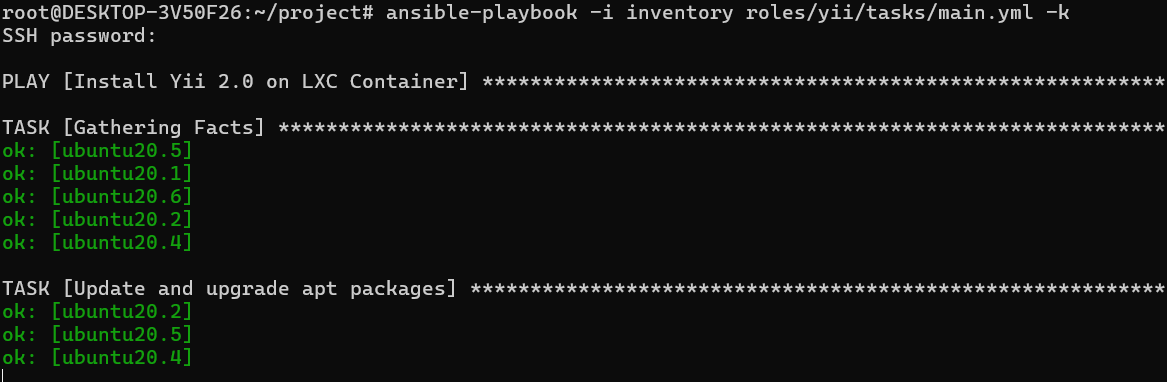 root@DESKTOP-3V50F26:~/project# ansible-playbook -i inventory roles/yii/tasks/main.yml -k
SSH password:
PLAY [Install Yii 2.0 on LXC Container] *********************************************************
TASK [Gathering Facts] **************************************************************************
ok: [ubuntu20.5]
ok: [ubuntu20.1]
ok: [ubuntu20.6]
ok: [ubuntu20.2]
ok: [ubuntu20.4]
TASK [Update and upgrade apt packages] **********************************************************
ok: [ubuntu20.2]
ok: [ubuntu20.5]
ok: [ubuntu20.4]